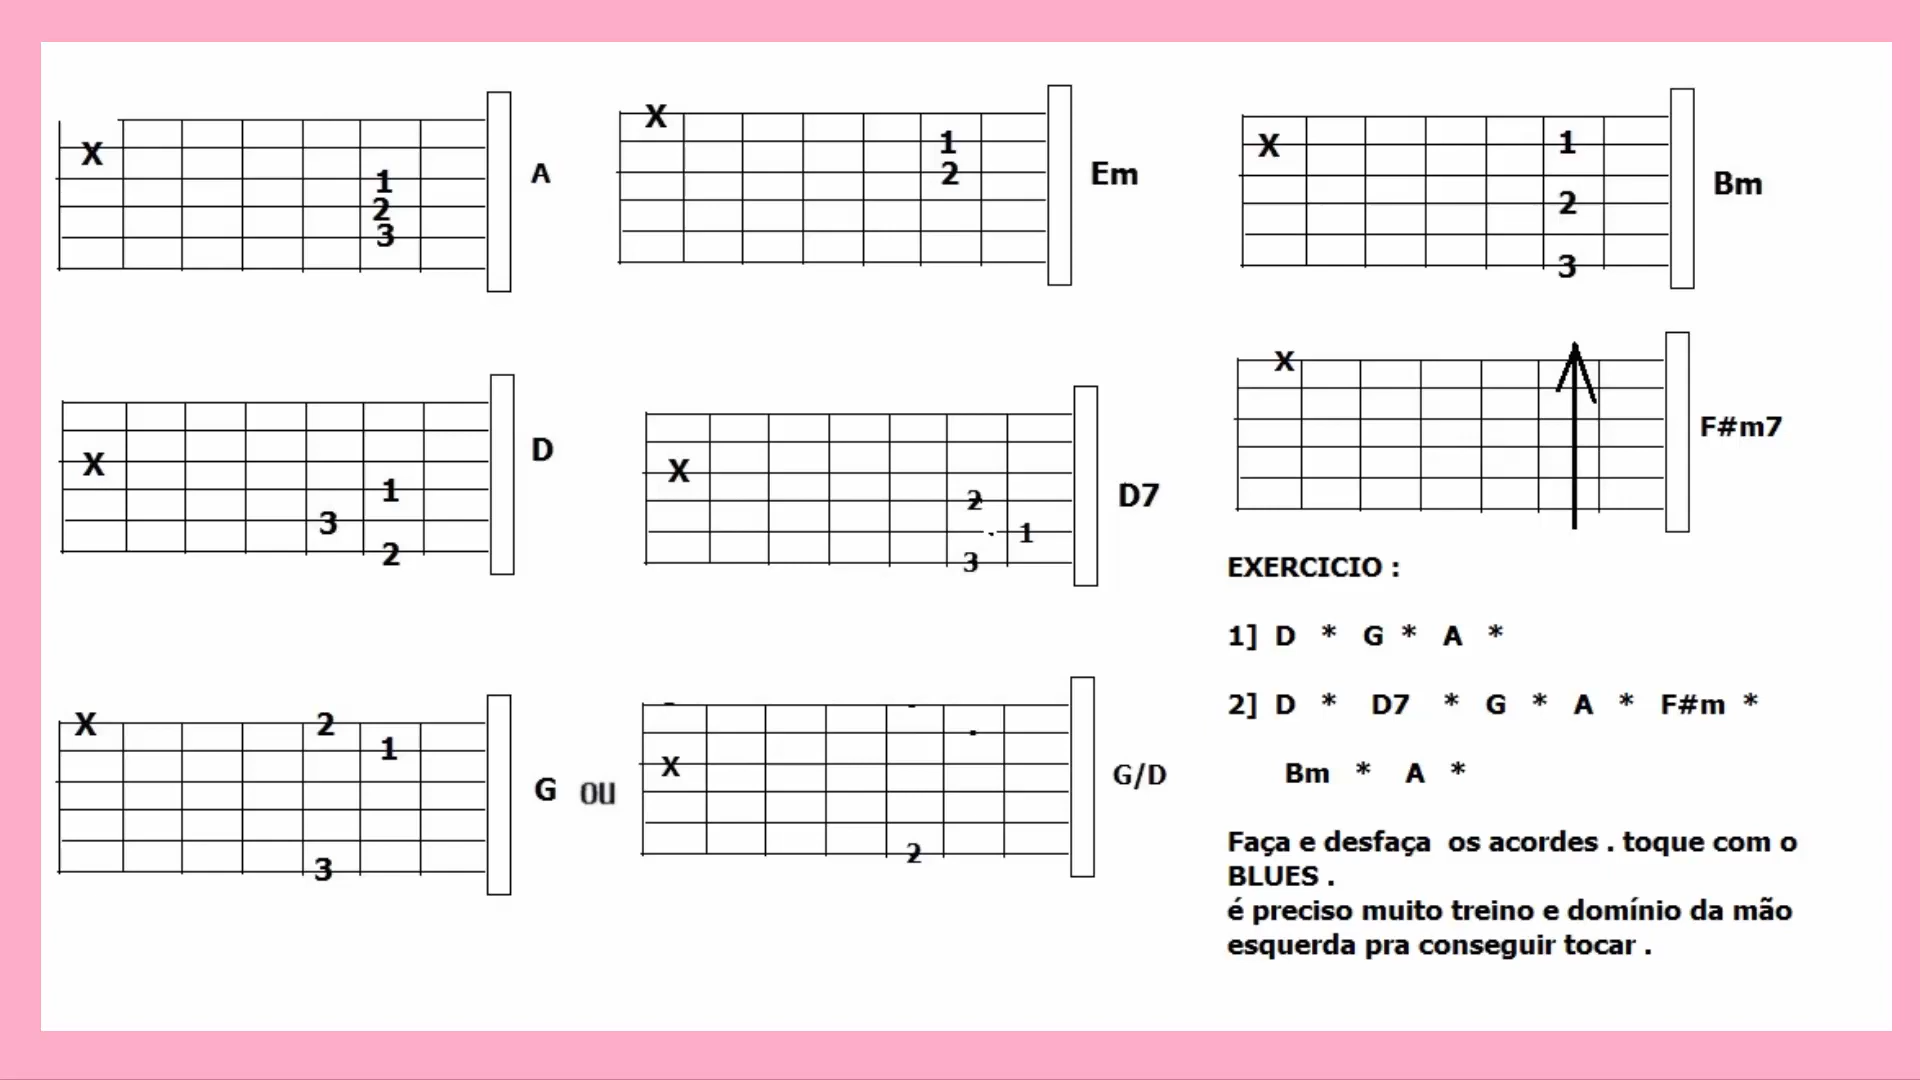 X
1
2
3
A
X
1
2
Em
X
1
2
3
Bm
X
1
3
2
D
X
2
1
3
D7
X
F#m7
X
2
1
3
G OU
X
2
G/D
EXERCICIO :
1] D * G * A *
2] D * D7 * G * A * F#m *
Bm * A *
Faça e desfaça os acordes . toque com o
BLUES .
é preciso muito treino e domínio da mão
esquerda pra conseguir tocar .